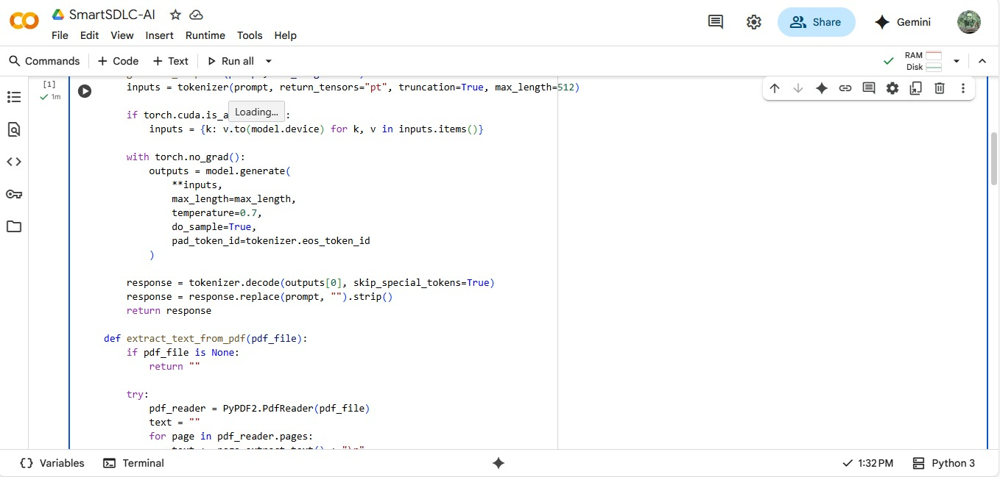 SmartSDLC-AI
File Edit View Insert Runtime Tools Help
Share
Gemini
Commands + Code + Text Run all
RAM
Disk
[1]
1m
inputs = tokenizer(prompt, return_tensors="pt", truncation=True, max_length=512)
if torch.cuda.is_a :
Loading...
inputs = {k: v.to(model.device) for k, v in inputs.items()}
with torch.no_grad():
outputs = model.generate(
**inputs,
max_length=max_length,
temperature=0.7,
do_sample=True,
pad_token_id=tokenizer.eos_token_id
)
response = tokenizer.decode(outputs[0], skip_special_tokens=True)
response = response.replace(prompt, "").strip()
return response
def extract_text_from_pdf(pdf_file):
if pdf_file is None:
return ""
try:
pdf_reader = PyPDF2.PdfReader(pdf_file)
text = ""
for page in pdf_reader.pages:
{} Variables Terminal
1:32 PM Python 3